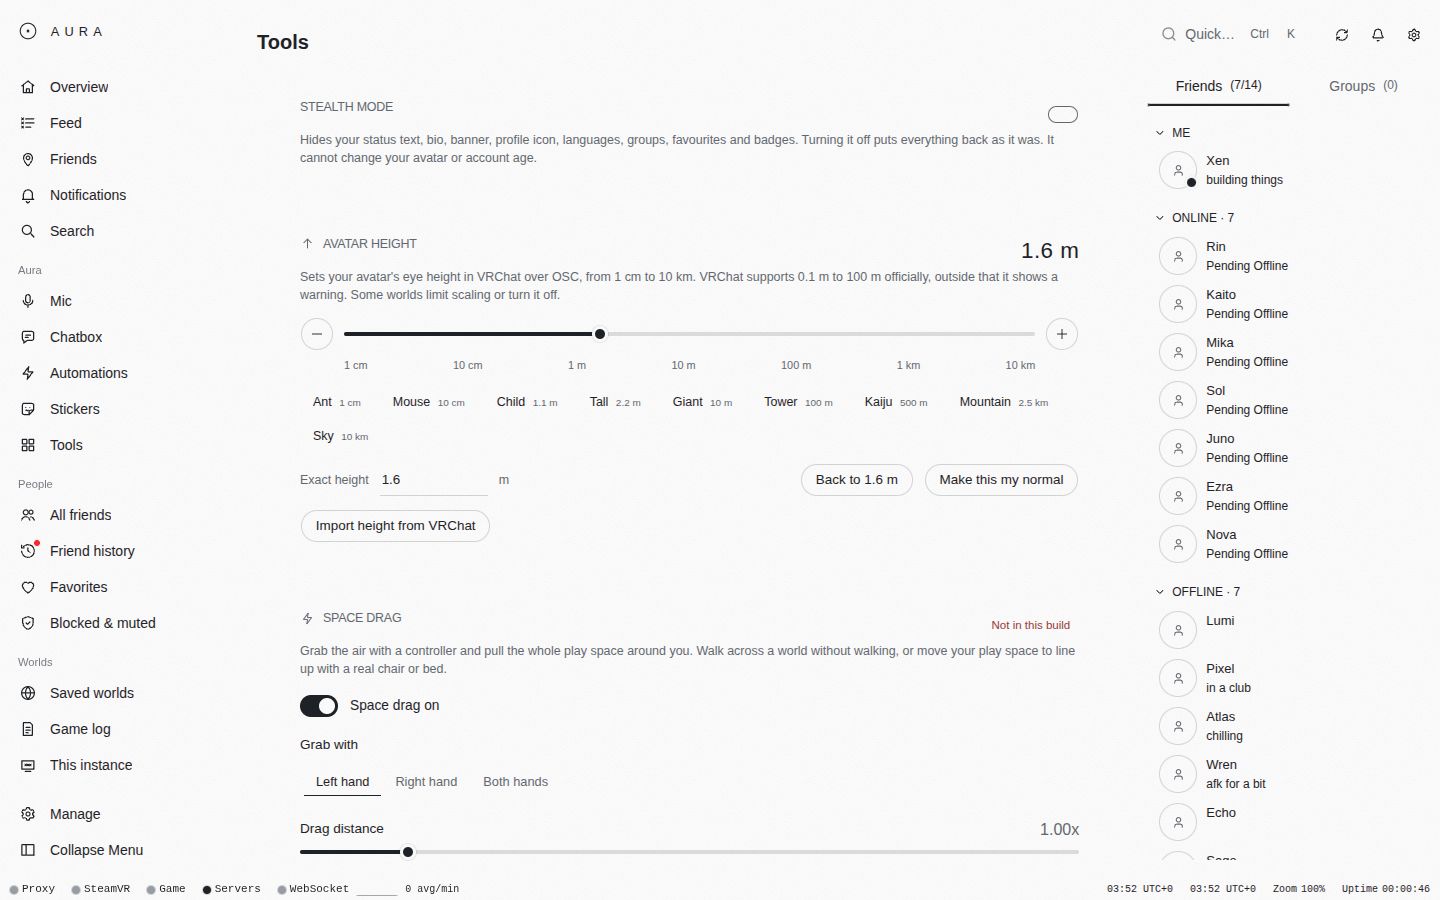 AURA
Overview
Feed
Friends
Notifications
Search
Aura
Mic
Chatbox
Automations
Stickers
Tools
People
All friends
Friend history
Favorites
Blocked & muted
Worlds
Saved worlds
Game log
This instance
Manage
Collapse Menu
Tools
STEALTH MODE
Hides your status text, bio, banner, profile icon, languages, groups, favourites and badges. Turning it off puts everything back as it was. It
cannot change your avatar or account age.
AVATAR HEIGHT
1.6 m
Sets your avatar's eye height in VRChat over OSC, from 1 cm to 10 km. VRChat supports 0.1 m to 100 m officially, outside that it shows a
warning. Some worlds limit scaling or turn it off.
1 cm 10 cm 1 m 10 m 100 m 1 km 10 km
Ant 1 cm Mouse 10 cm Child 1.1 m Tall 2.2 m Giant 10 m Tower 100 m Kaiju 500 m Mountain 2.5 km
Sky 10 km
Exact height 1.6 m Back to 1.6 m Make this my normal
Import height from VRChat
SPACE DRAG
Not in this build
Grab the air with a controller and pull the whole play space around you. Walk across a world without walking, or move your play space to line
up with a real chair or bed.
Space drag on
Grab with
Left hand Right hand Both hands
Drag distance 1.00x
Quick... Ctrl K
Friends (7/14) Groups (0)
ME
Xen
building things
ONLINE · 7
Rin
Pending Offline
Kaito
Pending Offline
Mika
Pending Offline
Sol
Pending Offline
Juno
Pending Offline
Ezra
Pending Offline
Nova
Pending Offline
OFFLINE · 7
Lumi
Pixel
in a club
Atlas
chilling
Wren
afk for a bit
Echo
Proxy SteamVR Game Servers WebSocket 0 avg/min 03:52 UTC+0 03:52 UTC+0 Zoom 100% Uptime 00:00:46